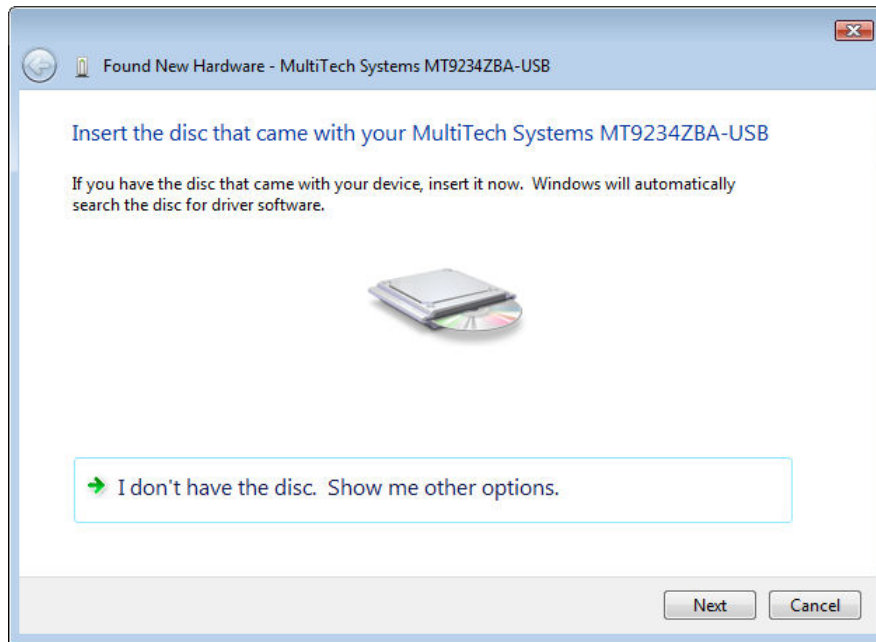 Found New Hardware - MultiTech Systems MT9234ZBA-USB
Insert the disc that came with your MultiTech Systems MT9234ZBA-USB
If you have the disc that came with your device, insert it now.  Windows will automatically
search the disc for driver software.
I don't have the disc.  Show me other options.
Next
Cancel